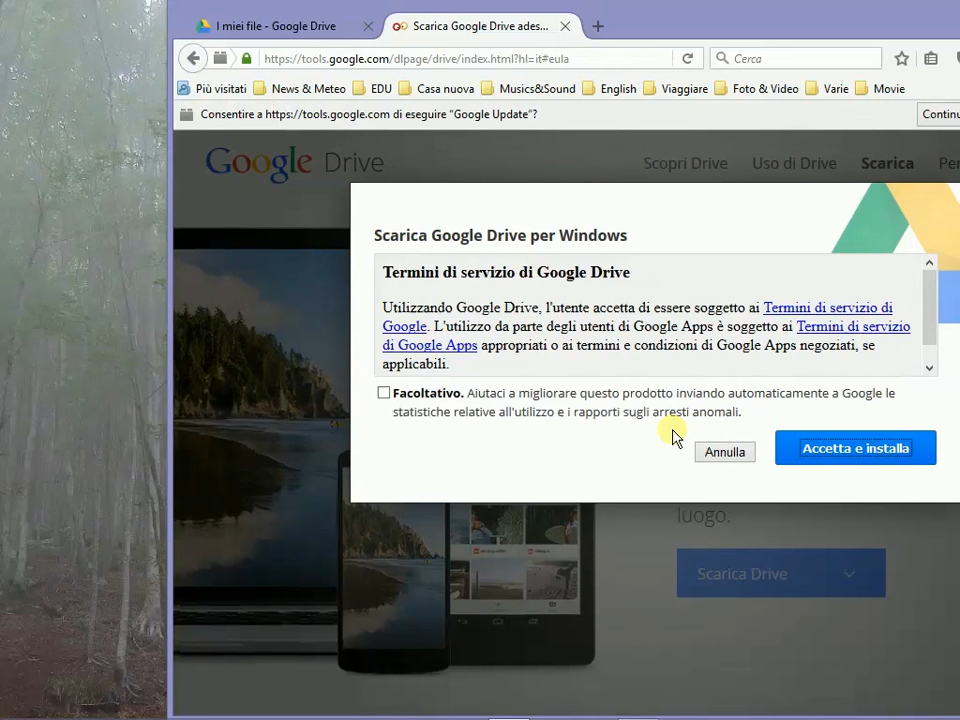 I miei file - Google Drive
Scarica Google Drive ades...
https://tools.google.com/dlpage/drive/index.html?hl=it#eula
Cerca
Più visitati
News & Meteo
EDU
Casa nuova
Musics&Sound
English
Viaggiare
Foto & Video
Varie
Movie
Consentire a https://tools.google.com di eseguire "Google Update"?
Continu
Google Drive
Scopri Drive
Uso di Drive
Scarica
Per
Scarica Google Drive per Windows
Termini di servizio di Google Drive
Utilizzando Google Drive, l'utente accetta di essere soggetto ai Termini di servizio di
Google. L'utilizzo da parte degli utenti di Google Apps è soggetto ai Termini di servizio
di Google Apps appropriati o ai termini e condizioni di Google Apps negoziati, se
applicabili.
Facoltativo. Aiutaci a migliorare questo prodotto inviando automaticamente a Google le
statistiche relative all'utilizzo e i rapporti sugli arresti anomali.
Annulla
Accetta e installa
luogo.
Scarica Drive